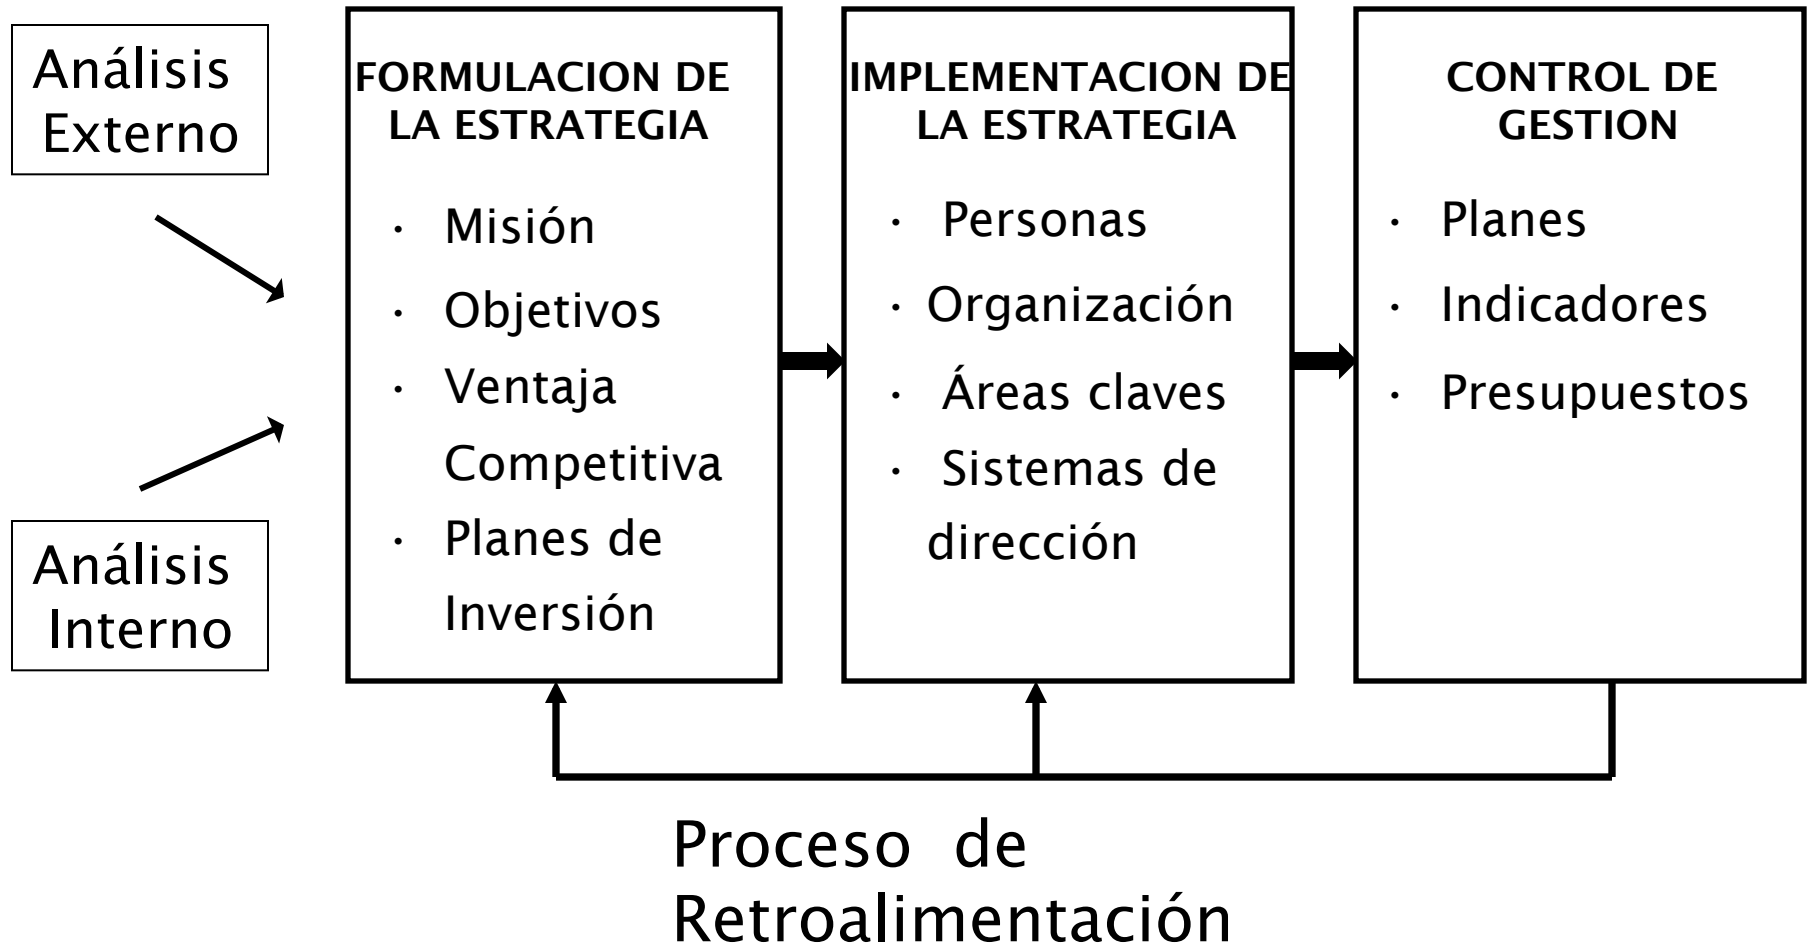 Análisis
Externo
Análisis
Interno
FORMULACION DE
LA ESTRATEGIA
· Misión
· Objetivos
· Ventaja
Competitiva
· Planes de
Inversión
IMPLEMENTACION DE
LA ESTRATEGIA
· Personas
· Organización
· Áreas claves
· Sistemas de
dirección
CONTROL DE
GESTION
· Planes
· Indicadores
· Presupuestos
Proceso de
Retroalimentación